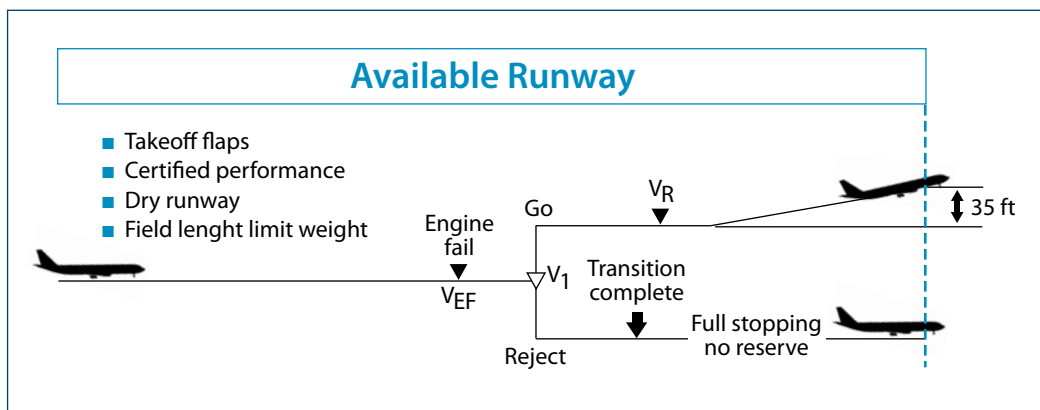 Available Runway
Takeoff flaps
Certified performance
Dry runway
Field lenght limit weight
Engine
fail
VEF
Go
VR
35 ft
V1
Transition
complete
Full stopping
no reserve
Reject